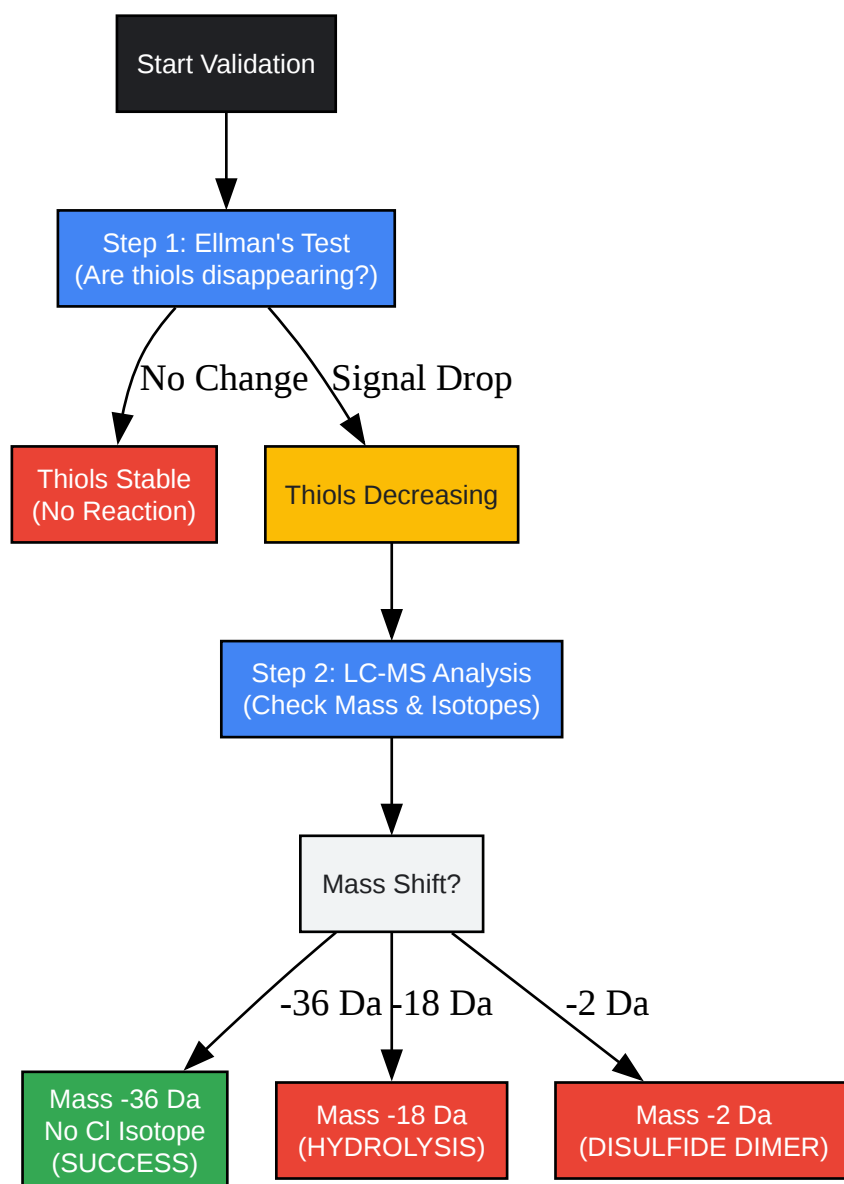 Start Validation
Step 1: Ellman's Test
(Are thiols disappearing?)
No Change
Signal Drop
Thiols Stable
(No Reaction)
Thiols Decreasing
Step 2: LC-MS Analysis
(Check Mass & Isotopes)
Mass Shift?
-36 Da
-18 Da
-2 Da
Mass -36 Da
No Cl Isotope
(SUCCESS)
Mass -18 Da
(HYDROLYSIS)
Mass -2 Da
(DISULFIDE DIMER)